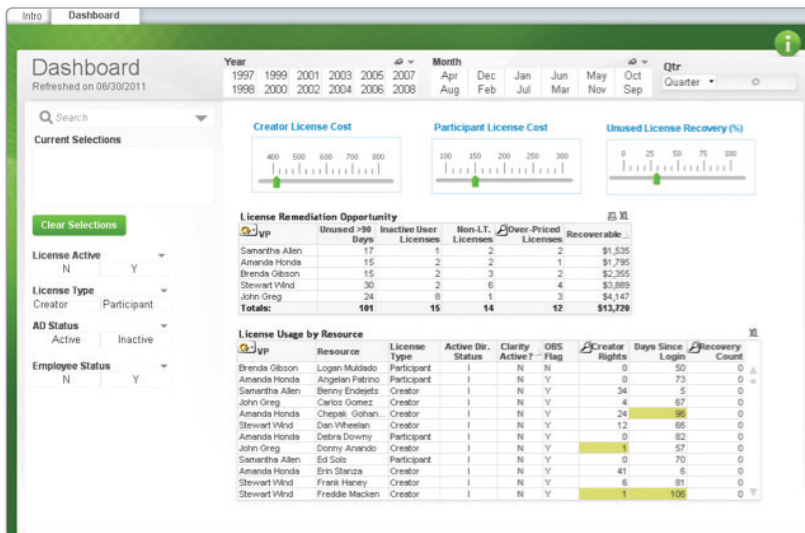 Intro Dashboard
Dashboard
Refreshed on 06/30/2011
Year
1997 1999 2001 2003 2005 2007
1998 2000 2002 2004 2006 2008
Month
Apr Dec Jan Jun May Oct
Aug Feb Jul Mar Nov Sep
Qtr
Quarter
Search
Current Selections
Clear Selections
License Active
N Y
License Type
Creator Participant
AD Status
Active Inactive
Employee Status
N Y
Creator License Cost
400 500 600 700 800
Participant License Cost
100 150 200 250 300
Unused License Recovery (%)
0 25 50 75 100
License Remediation Opportunity XL
VP Unused >90 Days Inactive User Licenses Non-LT. Licenses Over-Priced Licenses Recoverable
Samantha Allen 17 1 2 2 $1,535
Amanda Honda 15 2 2 1 $1,795
Brenda Gibson 15 2 3 2 $2,355
Stewart Wind 30 2 6 4 $3,889
John Greg 24 8 1 3 $4,147
Totals: 101 15 14 12 $13,720
License Usage by Resource XL
VP Resource License Type Active Dir. Status Clarity Active? OBS Flag Creator Rights Days Since Login Recovery Count
Brenda Gibson Logan Muldado Participant I N N 0 50 0
Amanda Honda Angelan Patrino Participant I N Y 0 73 0
Samantha Allen Benny Endejets Creator I N Y 34 5 0
John Greg Carlos Gomez Creator I N Y 4 67 0
Amanda Honda Chepak Gohan... Creator I N Y 24 96 0
Stewart Wind Dan Wheelan Creator I N Y 12 66 0
Amanda Honda Debra Downy Participant I N Y 0 82 0
John Greg Donny Anando Creator I N Y 1 57 0
Samantha Allen Ed Sols Participant I N Y 0 70 0
Amanda Honda Erin Stanza Creator I N Y 41 6 0
Stewart Wind Frank Haney Creator I N Y 6 81 0
Stewart Wind Freddie Macken Creator I N Y 1 106 0